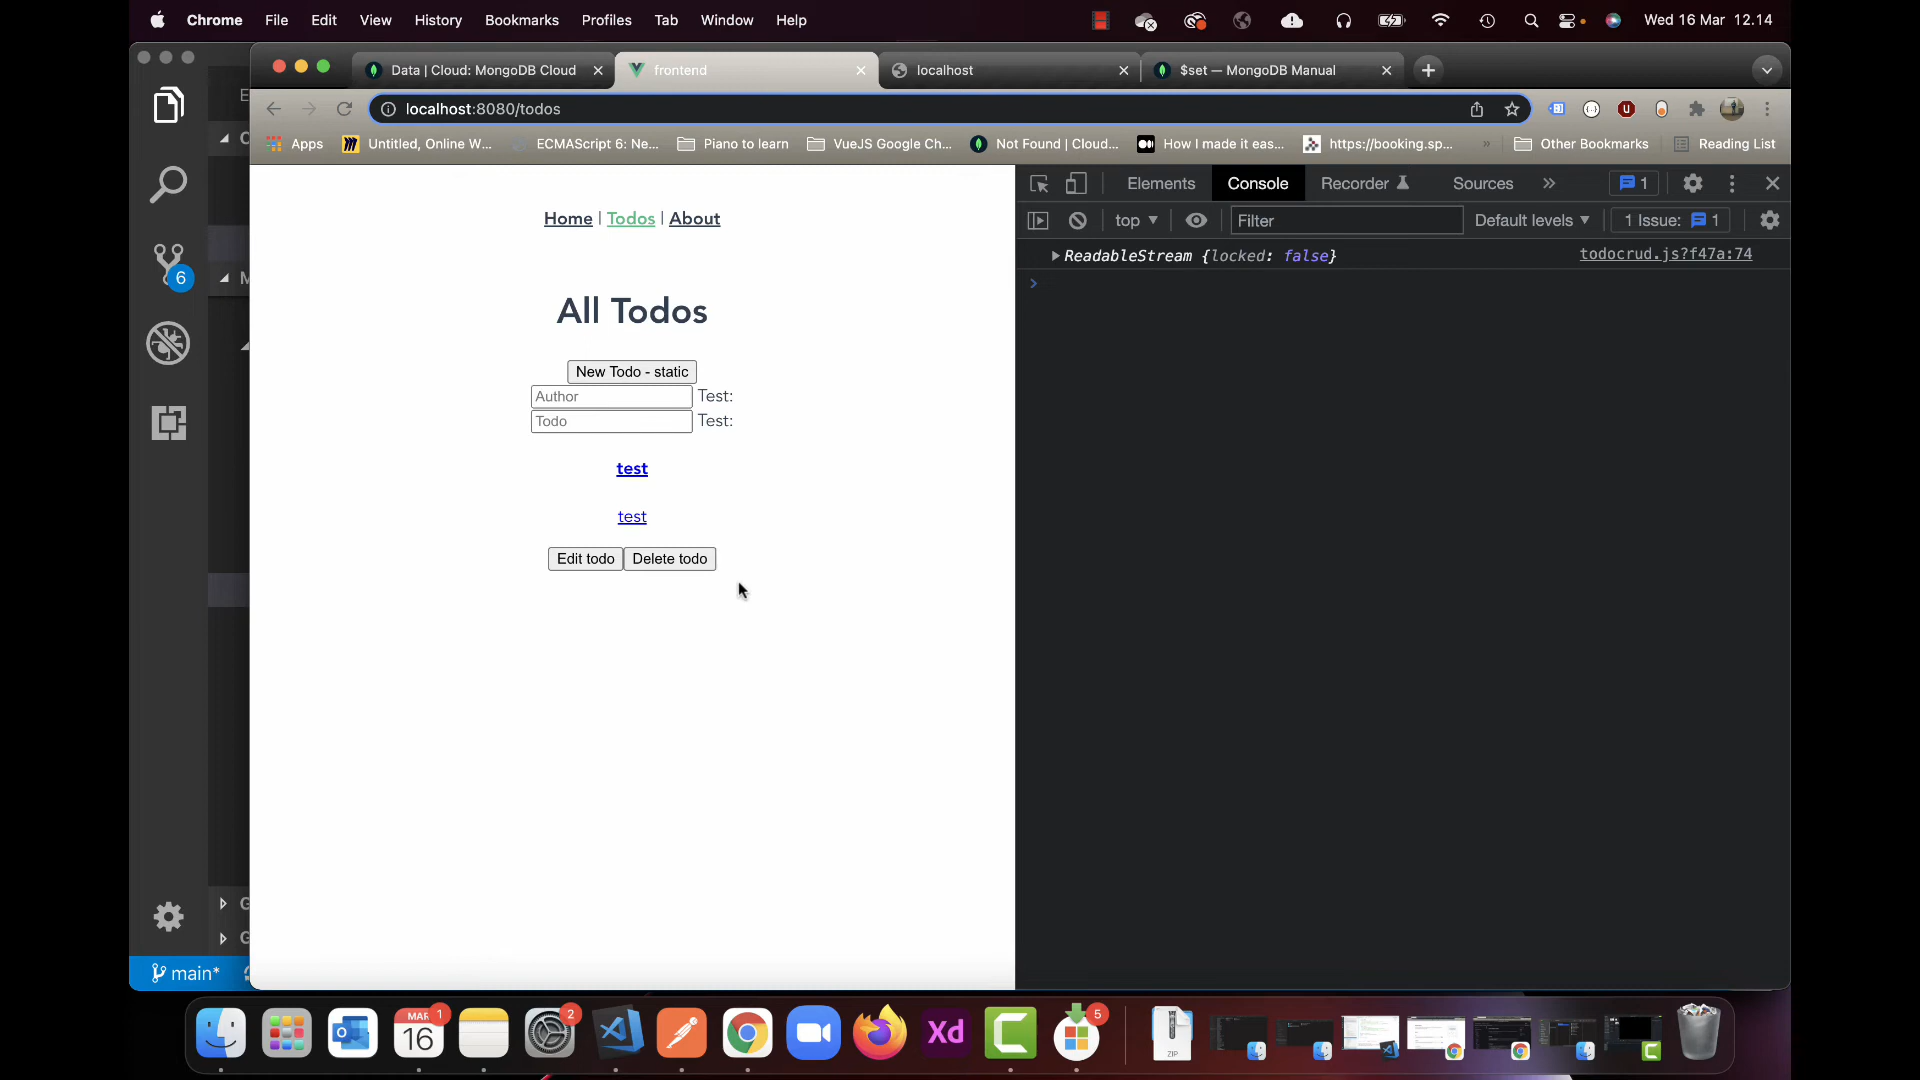 Chrome File Edit View History Bookmarks Profiles Tab Window Help Wed 16 Mar 12.14
Data | Cloud: MongoDB Cloud frontend localhost $set — MongoDB Manual
localhost:8080/todos
Apps Untitled, Online W... ECMAScript 6: Ne... Piano to learn VueJS Google Ch... Not Found | Cloud... How I made it eas... https://booking.sp... » Other Bookmarks Reading List
Elements Console Recorder Sources » 1
top Filter Default levels 1 Issue: 1
ReadableStream {locked: false} todocrud.js?f47a:74
Home | Todos | About
All Todos
New Todo - static
Author Test:
Todo Test:
test
test
Edit todo Delete todo
6
main*
MAR
16
1
2
Xd
5
ZIP